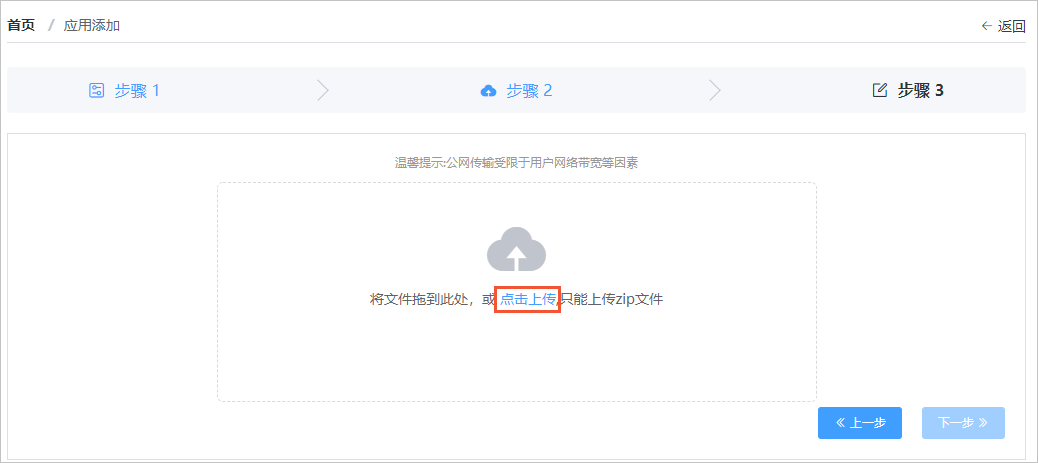 首页 / 应用添加
← 返回
步骤 1
步骤 2
步骤 3
温馨提示:公网传输受限于用户网络带宽等因素
将文件拖到此处，或 点击上传,只能上传zip文件
« 上一步
下一步 »